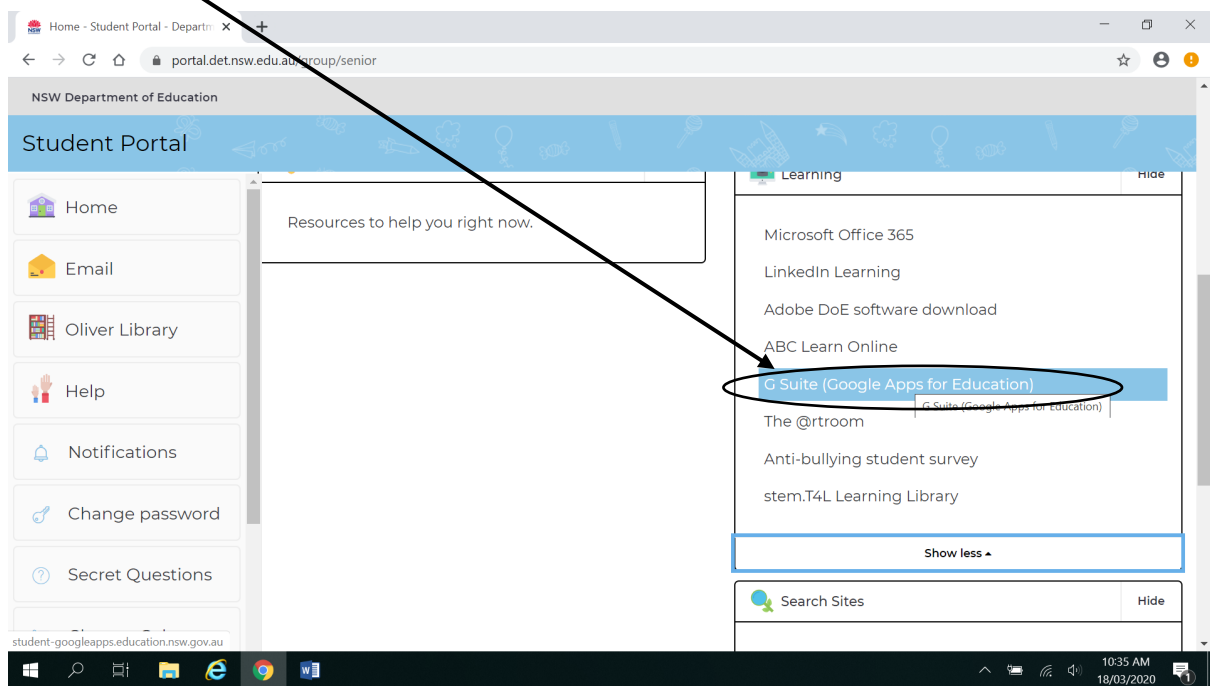 Home - Student Portal - Departm
portal.det.nsw.edu.au/group/senior
NSW Department of Education
Student Portal
Home
Email
Oliver Library
Help
Notifications
Change password
Secret Questions
student-googleapps.education.nsw.gov.au
Resources to help you right now.
Learning
Hide
Microsoft Office 365
LinkedIn Learning
Adobe DoE software download
ABC Learn Online
G Suite (Google Apps for Education)
G Suite (Google Apps for Education)
The @rtroom
Anti-bullying student survey
stem.T4L Learning Library
Show less
Search Sites
Hide
10:35 AM
18/03/2020
1